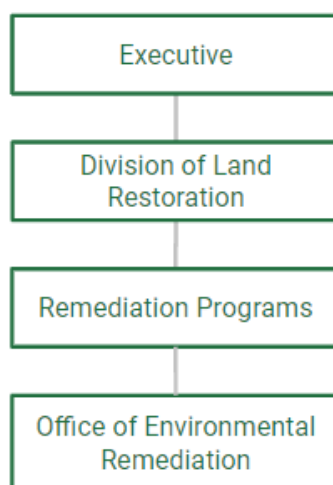 Executive
Division of Land
Restoration
Remediation Programs
Office of Environmental
Remediation